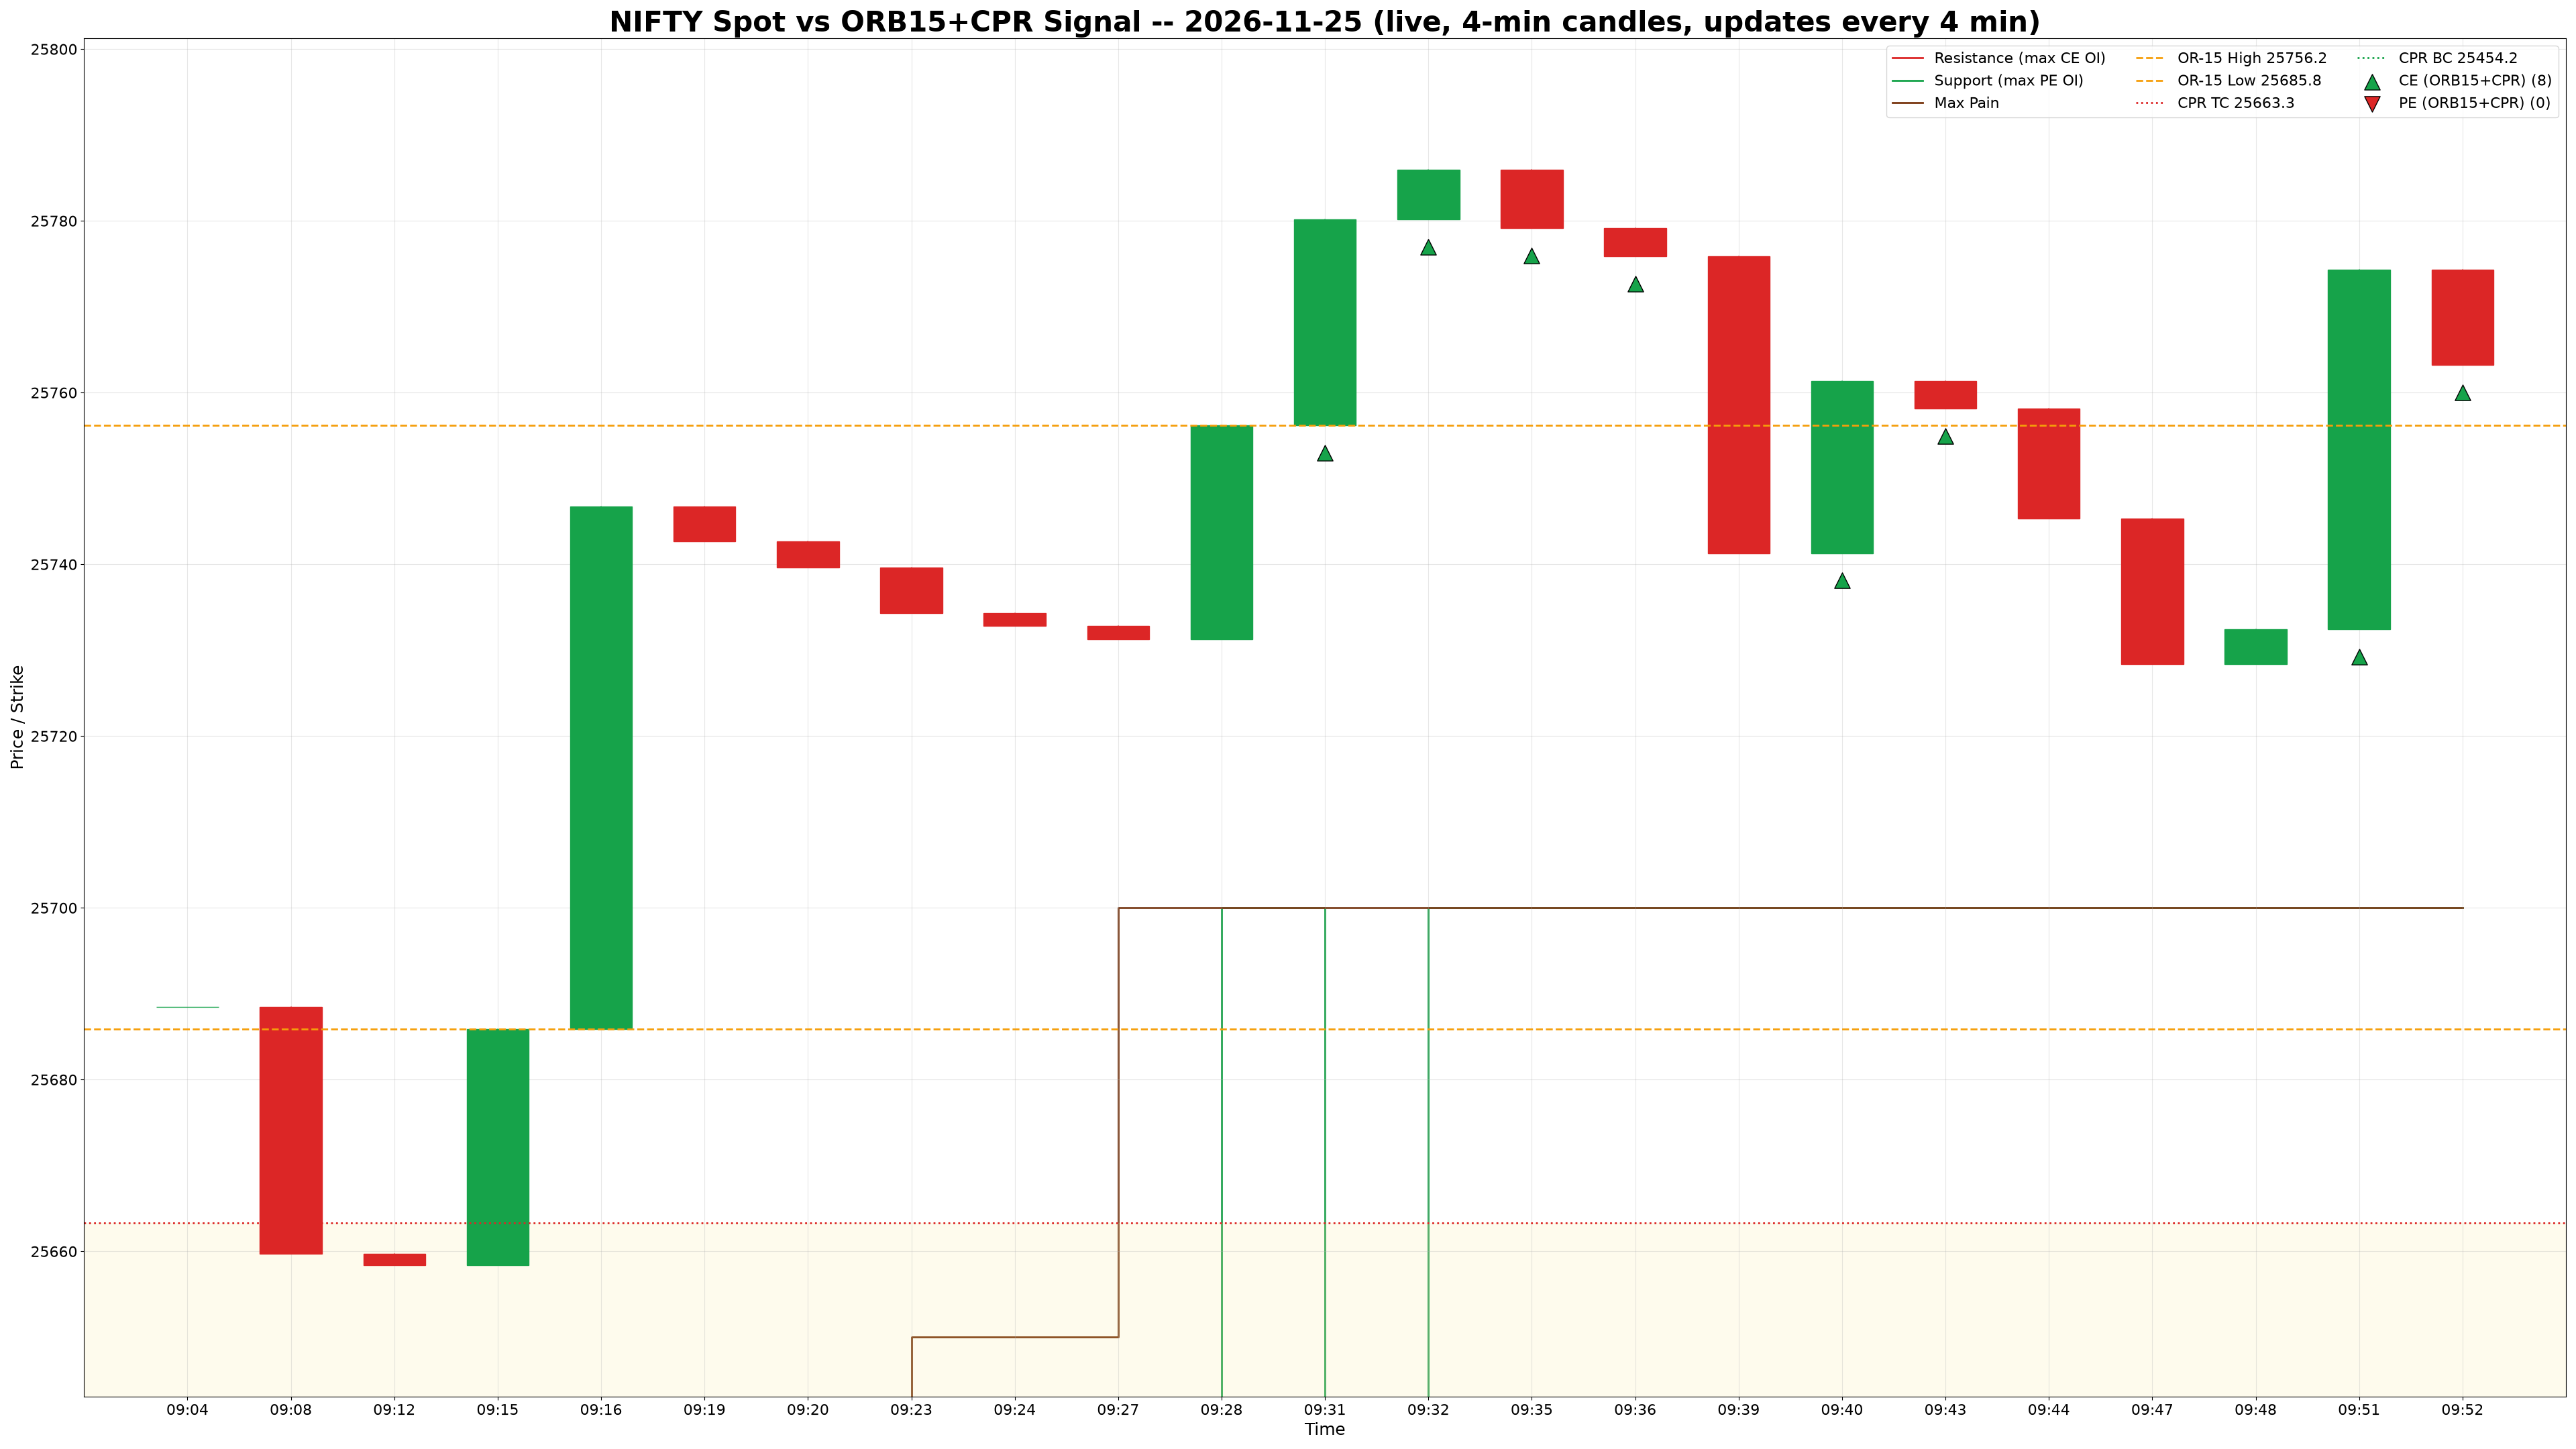 NIFTY Spot vs ORB15+CPR Signal -- 2026-11-25 (live, 4-min candles, updates every 4 min)
Resistance (max CE OI)
Support (max PE OI)
Max Pain
OR-15 High 25756.2
OR-15 Low 25685.8
CPR TC 25663.3
CPR BC 25454.2
CE (ORB15+CPR) (8)
PE (ORB15+CPR) (0)
Price / Strike
25800
25780
25760
25740
25720
25700
25680
25660
09:04 09:08 09:12 09:15 09:16 09:19 09:20 09:23 09:24 09:27 09:28 09:31 09:32 09:35 09:36 09:39 09:40 09:43 09:44 09:47 09:48 09:51 09:52
Time